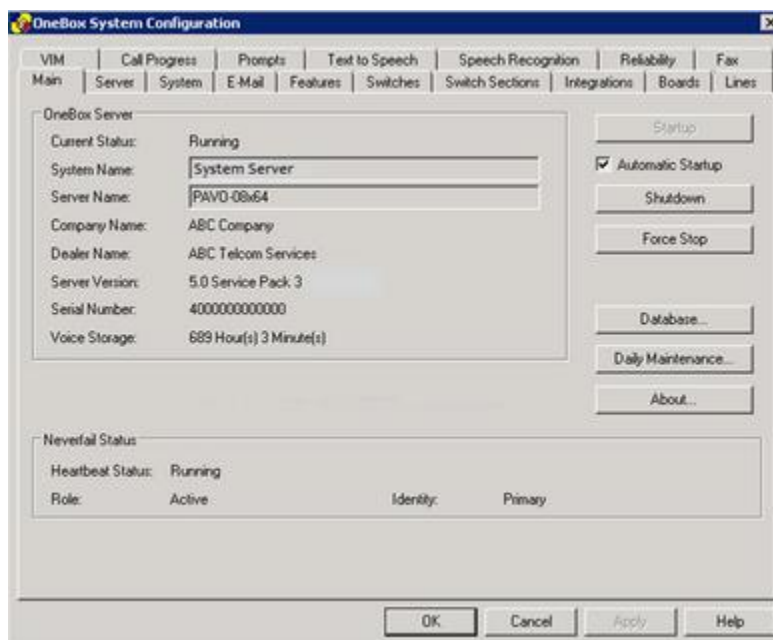 OneBox System Configuration
VIM Call Progress Prompts Text to Speech Speech Recognition Reliability Fax
Main Server System E-Mail Features Switches Switch Sections Integrations Boards Lines
OneBox Server
Current Status: Running
System Name: System Server
Server Name: PAVO-08x64
Company Name: ABC Company
Dealer Name: ABC Telcom Services
Server Version: 5.0 Service Pack 3
Serial Number: 4000000000000
Voice Storage: 689 Hour(s) 3 Minute(s)
Startup
Automatic Startup
Shutdown
Force Stop
Database...
Daily Maintenance...
About...
Neverfail Status
Heartbeat Status: Running
Role: Active Identity: Primary
OK Cancel Apply Help